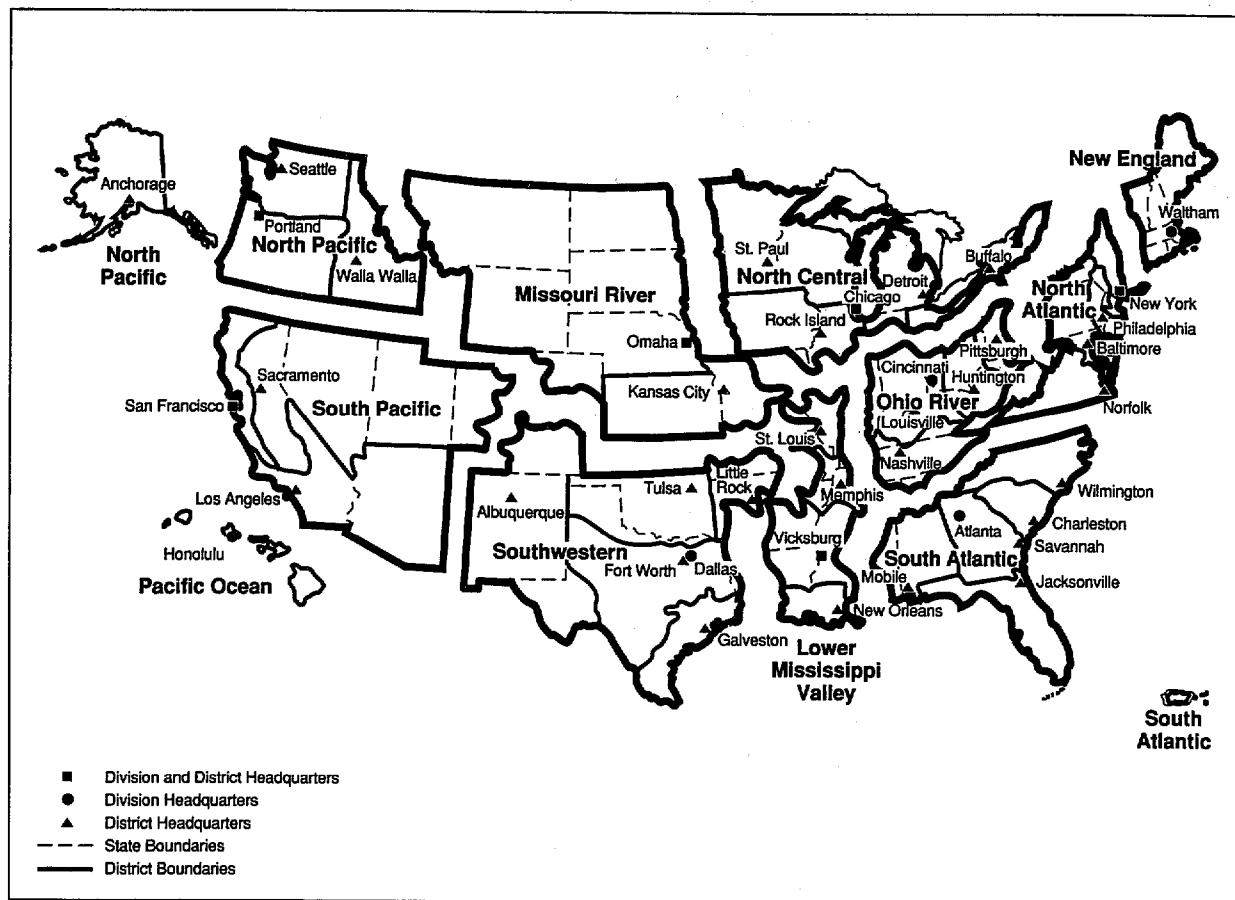 New England
Waltham
Anchorage
North
Pacific
Seattle
Portland
North Pacific
Walla Walla
Missouri River
Omaha
Kansas City
St. Paul
North Central
Chicago
Rock Island
Detroit
Buffalo
North
Atlantic
New York
Philadelphia
Baltimore
Norfolk
Pittsburgh
Cincinnati
Huntington
Ohio River
Louisville
Nashville
Sacramento
San Francisco
South Pacific
Los Angeles
Honolulu
Pacific Ocean
St. Louis
Little
Rock
Memphis
Tulsa
Albuquerque
Southwestern
Fort Worth
Dallas
Galveston
Vicksburg
New Orleans
Lower
Mississippi
Valley
Wilmington
Charleston
Atlanta
Savannah
South Atlantic
Mobile
Jacksonville
South
Atlantic
Division and District Headquarters
Division Headquarters
District Headquarters
State Boundaries
District Boundaries